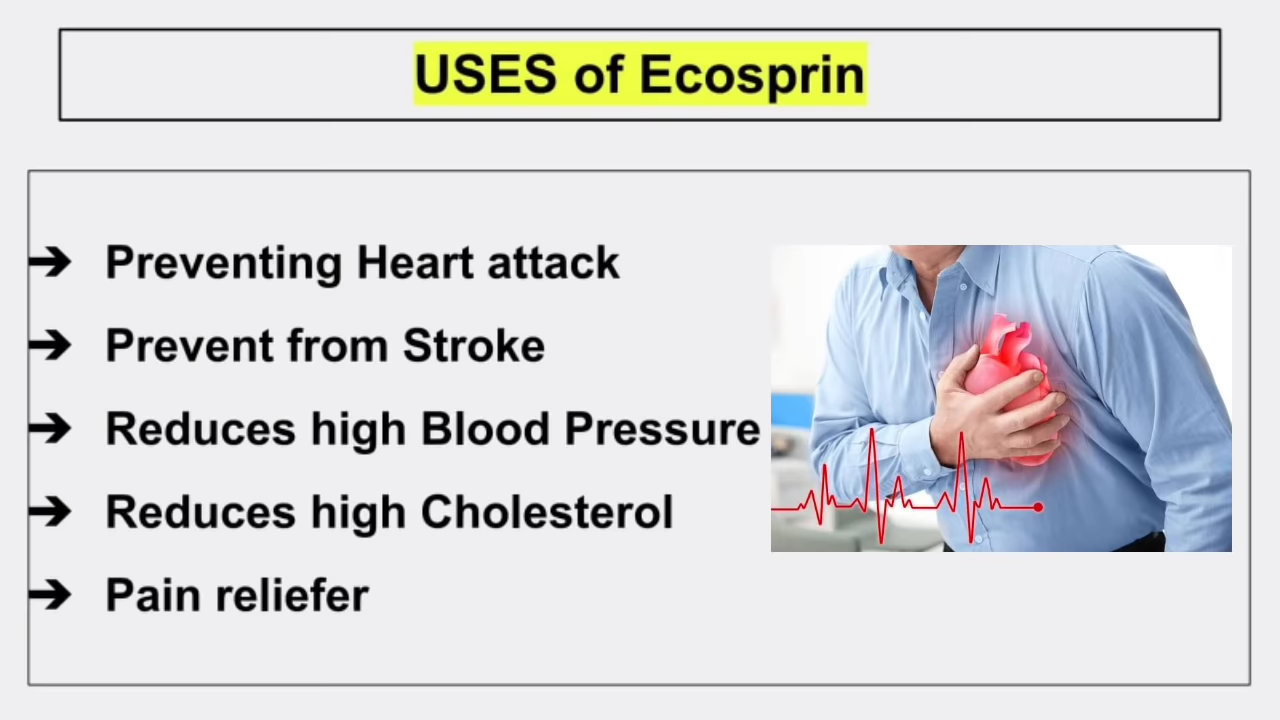 USES of Ecosprin
➔ Preventing Heart attack
➔ Prevent from Stroke
➔ Reduces high Blood Pressure
➔ Reduces high Cholesterol
➔ Pain reliefer